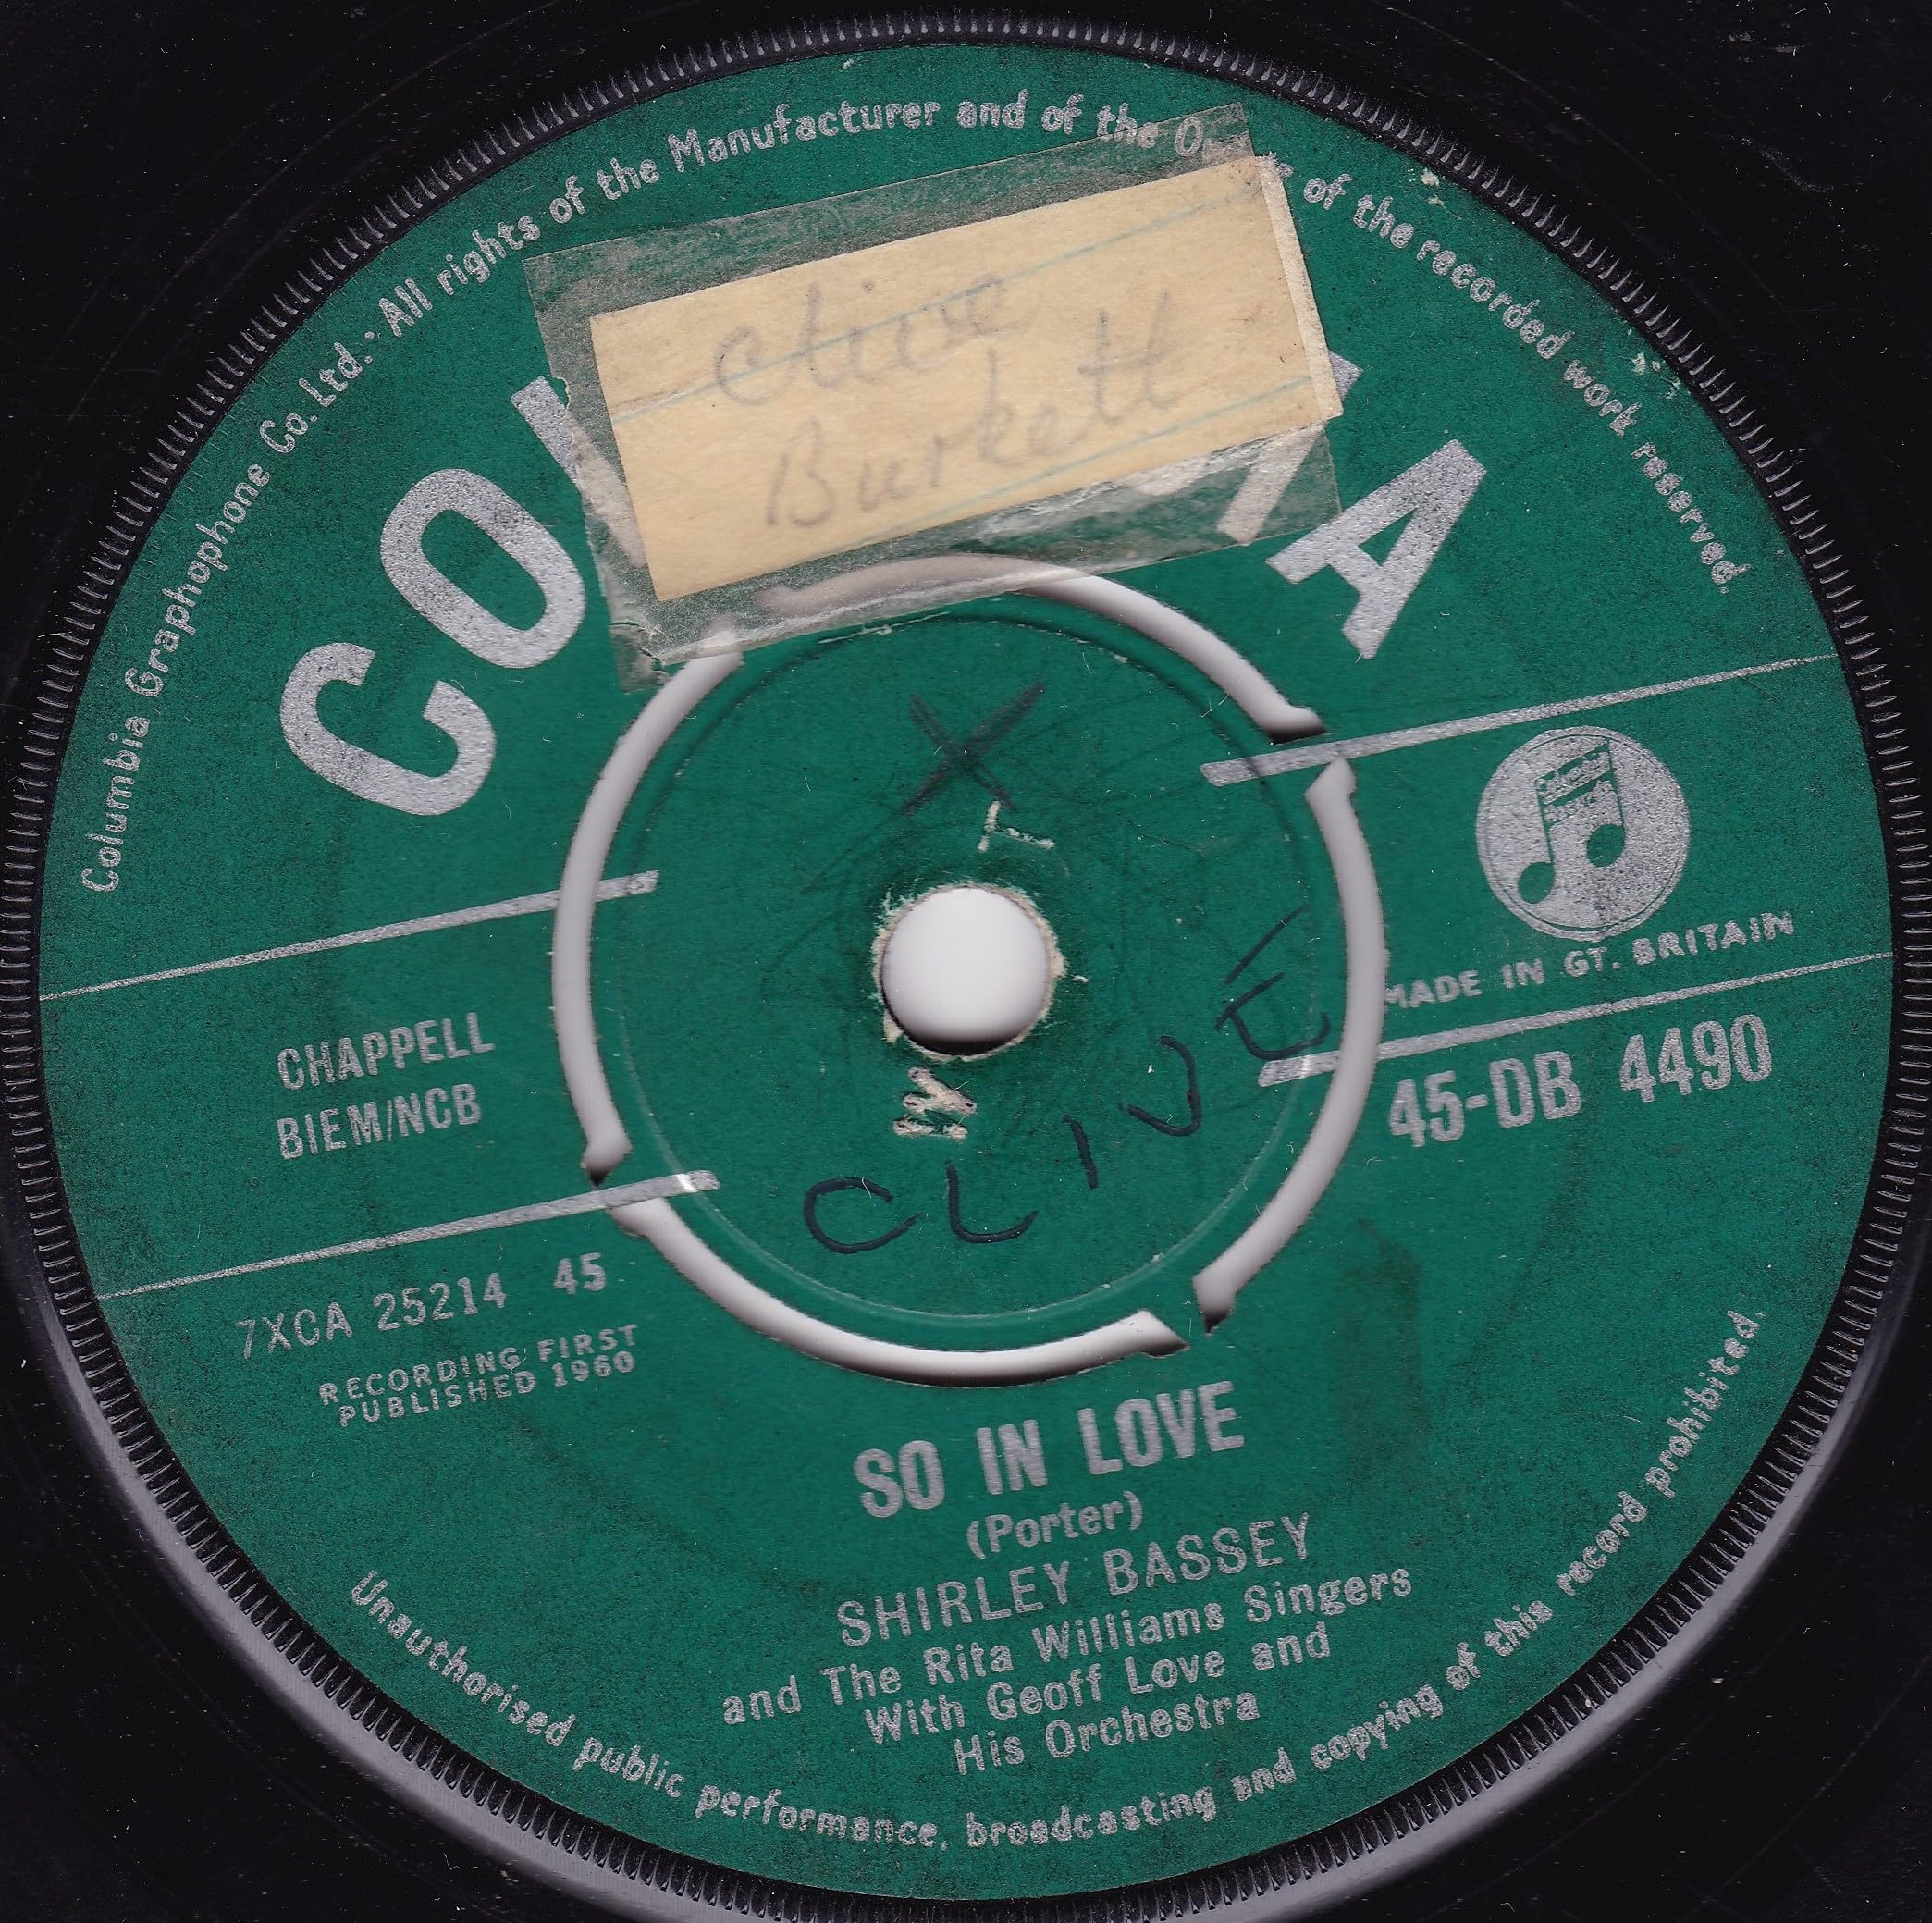 Columbia Graphophone Co. Ltd.: All rights of the Manufacturer and of the of the recorded work reserved.
Clive
Burkett
MADE IN GT. BRITAIN
CHAPPELL
BIEM/NCB
45-DB 4490
CLIVE
7XCA 25214 45
RECORDING FIRST
PUBLISHED 1960
SO IN LOVE
(Porter)
SHIRLEY BASSEY
and The Rita Williams Singers
With Geoff Love and
His Orchestra
Unauthorised public performance, broadcasting and copying of this record prohibited.